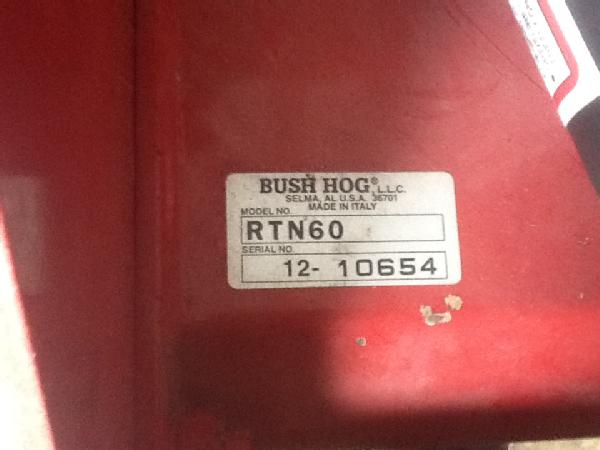 BUSH HOG® L.L.C.
SELMA, AL U.S.A. 36701
MADE IN ITALY
MODEL NO.
RTN60
SERIAL NO.
12- 10654